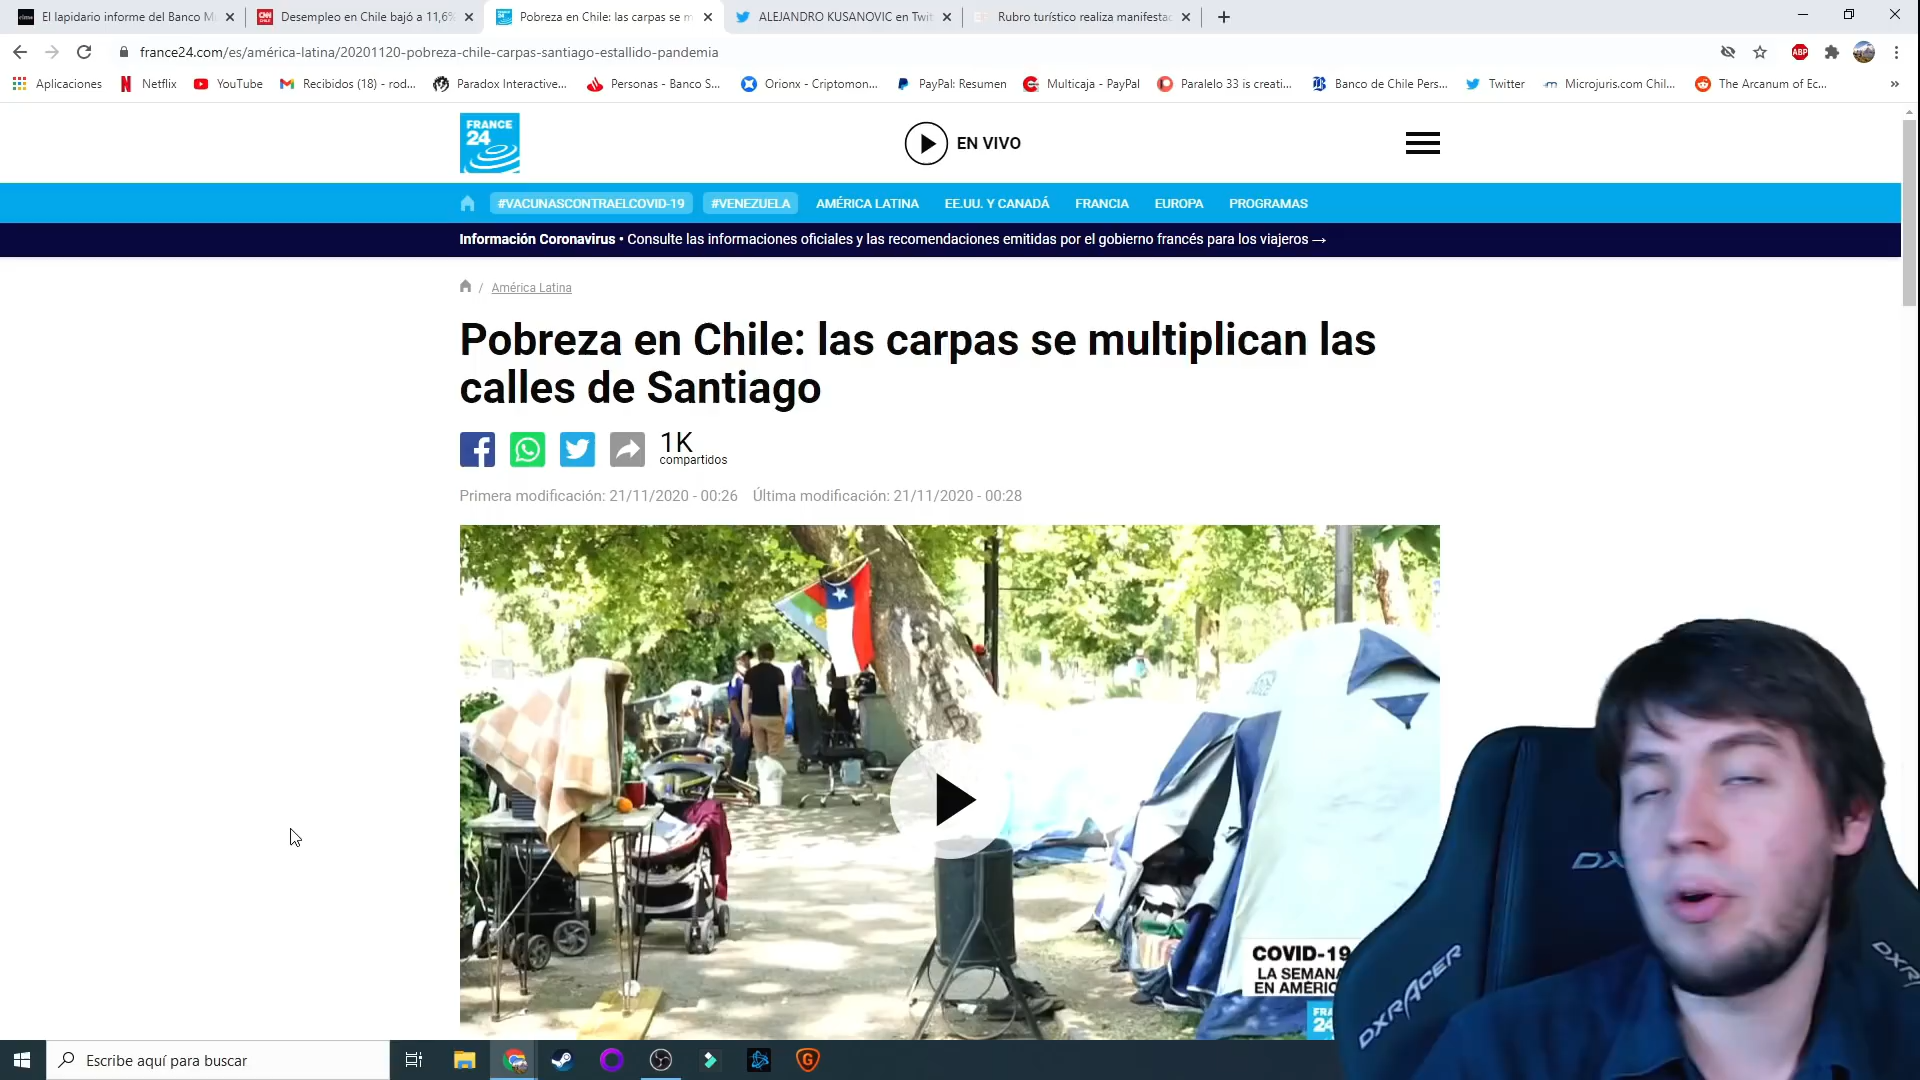 El lapidario informe del Banco M
Desempleo en Chile bajó a 11,6%
Pobreza en Chile: las carpas se m
ALEJANDRO KUSANOVIC en Twit
Rubro turístico realiza manifestac
france24.com/es/américa-latina/20201120-pobreza-chile-carpas-santiago-estallido-pandemia
ABP
Aplicaciones
Netflix
YouTube
Recibidos (18) - rod...
Paradox Interactive...
Personas - Banco S...
Orionx - Criptomon...
PayPal: Resumen
Multicaja - PayPal
Paralelo 33 is creati...
Banco de Chile Pers...
Twitter
Microjuris.com Chil...
The Arcanum of Ec...
»
FRANCE
24
EN VIVO
#VACUNASCONTRAELCOVID-19
#VENEZUELA
AMÉRICA LATINA
EE.UU. Y CANADÁ
FRANCIA
EUROPA
PROGRAMAS
Información Coronavirus • Consulte las informaciones oficiales y las recomendaciones emitidas por el gobierno francés para los viajeros →
/ América Latina
Pobreza en Chile: las carpas se multiplican las
calles de Santiago
1K
compartidos
Primera modificación: 21/11/2020 - 00:26 Última modificación: 21/11/2020 - 00:28
COVID-19
LA SEMANA
EN AMÉRI
FRA
24
DXRACER
Escribe aquí para buscar